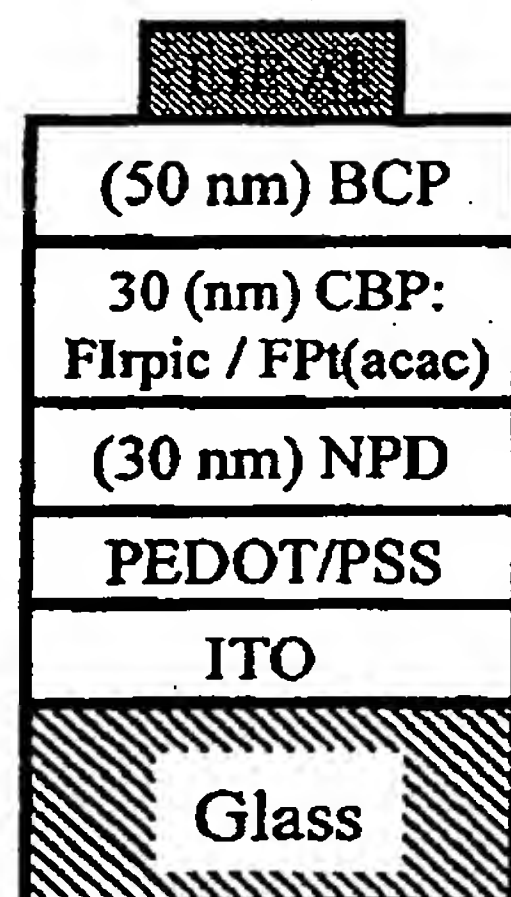 (50 nm) BCP
30 (nm) CBP:
FIrpic / FPt(acac)
(30 nm) NPD
PEDOT/PSS
ITO
Glass